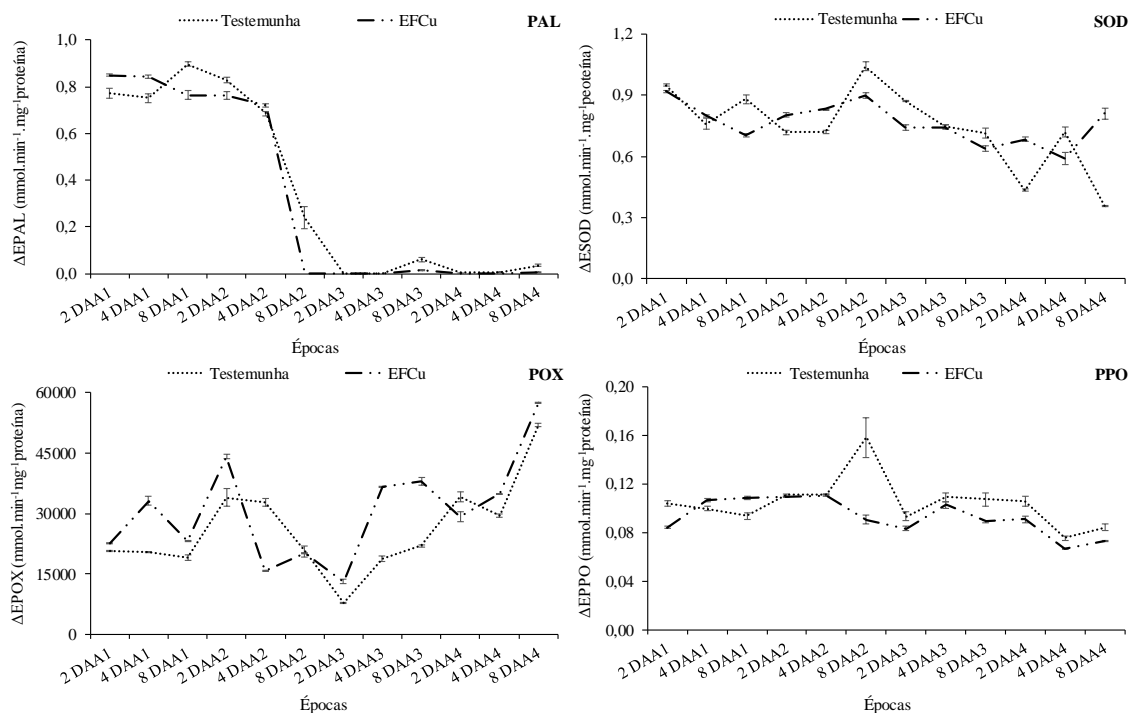 Testemunha EFCu PAL
1,0
0,8
0,6
0,4
0,2
0,0
ΔEPAL (mmol.min⁻¹.mg⁻¹proteína)
2 DAA1 4 DAA1 8 DAA1 2 DAA2 4 DAA2 8 DAA2 2 DAA3 4 DAA3 8 DAA3 2 DAA4 4 DAA4 8 DAA4
Épocas
Testemunha EFCu SOD
1,2
0,9
0,6
0,3
0,0
ΔESOD (mmol.min⁻¹.mg⁻¹peoteína)
2 DAA1 4 DAA1 8 DAA1 2 DAA2 4 DAA2 8 DAA2 2 DAA3 4 DAA3 8 DAA3 2 DAA4 4 DAA4 8 DAA4
Épocas
Testemunha EFCu POX
60000
45000
30000
15000
0
ΔEPOX (mmol.min⁻¹mg⁻¹proteína)
2 DAA1 4 DAA1 8 DAA1 2 DAA2 4 DAA2 8 DAA2 2 DAA3 4 DAA3 8 DAA3 2 DAA4 4 DAA4 8 DAA4
Épocas
Testemunha EFCu PPO
0,20
0,16
0,12
0,08
0,04
0,00
ΔEPPO (mmol.min⁻¹.mg⁻¹proteína)
2 DAA1 4 DAA1 8 DAA1 2 DAA2 4 DAA2 8 DAA2 2 DAA3 4 DAA3 8 DAA3 2 DAA4 4 DAA4 8 DAA4
Épocas